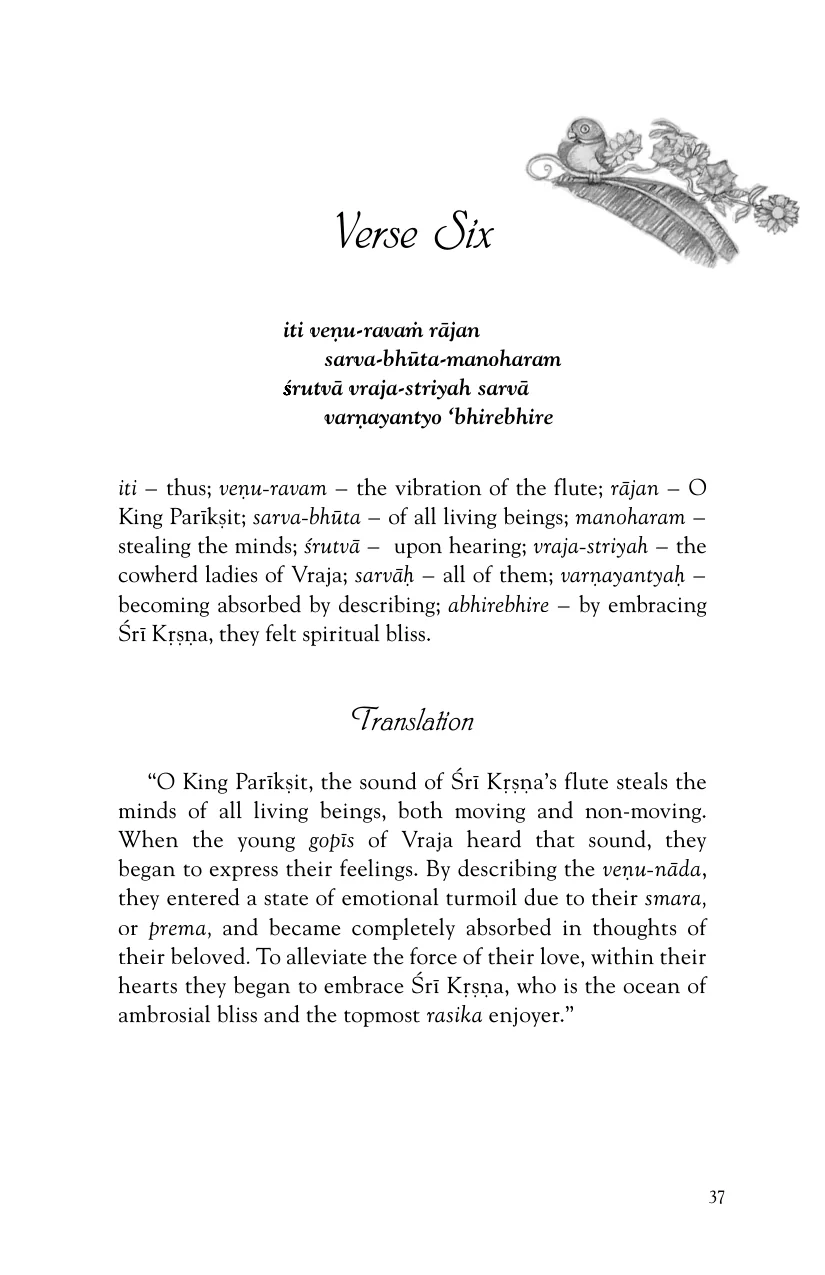 Verse Six
iti veṇu-ravaṁ rājan
sarva-bhūta-manoharam
śrutvā vraja-striyah sarvā
varṇayantyo ‘bhirebhire
iti – thus; veṇu-ravam – the vibration of the flute; rājan – O
King Parīkṣit; sarva-bhūta – of all living beings; manoharam –
stealing the minds; śrutvā – upon hearing; vraja-striyah – the
cowherd ladies of Vraja; sarvāḥ – all of them; varṇayantyaḥ –
becoming absorbed by describing; abhirebhire – by embracing
Śrī Kṛṣṇa, they felt spiritual bliss.
Translation
“O King Parīkṣit, the sound of Śrī Kṛṣṇa’s flute steals the
minds of all living beings, both moving and non-moving.
When the young gopīs of Vraja heard that sound, they
began to express their feelings. By describing the veṇu-nāda,
they entered a state of emotional turmoil due to their smara,
or prema, and became completely absorbed in thoughts of
their beloved. To alleviate the force of their love, within their
hearts they began to embrace Śrī Kṛṣṇa, who is the ocean of
ambrosial bliss and the topmost rasika enjoyer.”
37